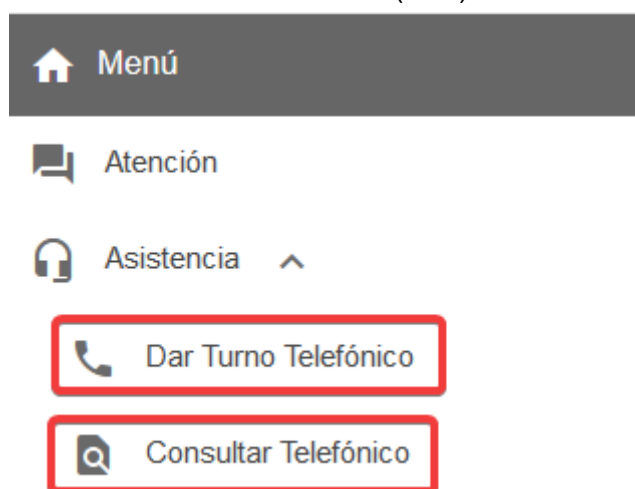 Menú
Atención
Asistencia
Dar Turno Telefónico
Consultar Telefónico